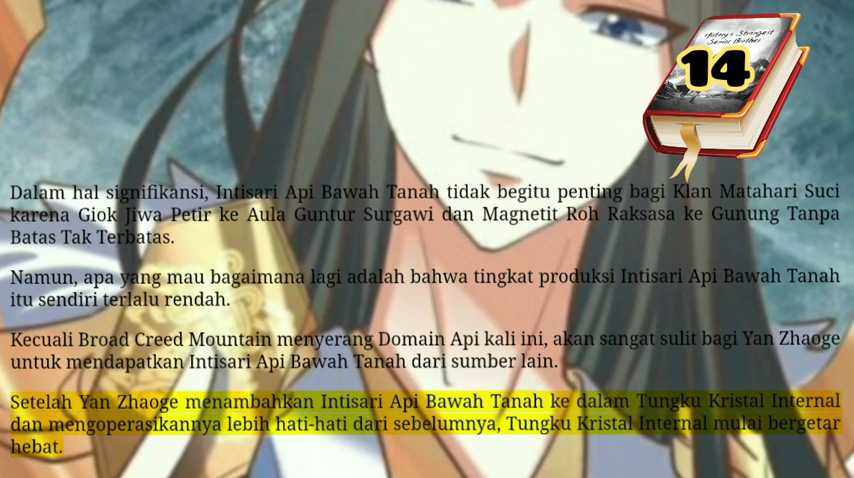 History's Strongest
Senior Brother
14
Dalam hal signifikansi, Intisari Api Bawah Tanah tidak begitu penting bagi Klan Matahari Suci
karena Giok Jiwa Petir ke Aula Guntur Surgawi dan Magnetit Roh Raksasa ke Gunung Tanpa
Batas Tak Terbatas.
Namun, apa yang mau bagaimana lagi adalah bahwa tingkat produksi Intisari Api Bawah Tanah
itu sendiri terlalu rendah.
Kecuali Broad Creed Mountain menyerang Domain Api kali ini, akan sangat sulit bagi Yan Zhaoge
untuk mendapatkan Intisari Api Bawah Tanah dari sumber lain.
Setelah Yan Zhaoge menambahkan Intisari Api Bawah Tanah ke dalam Tungku Kristal Internal
dan mengoperasikannya lebih hati-hati dari sebelumnya, Tungku Kristal Internal mulai bergetar
hebat.